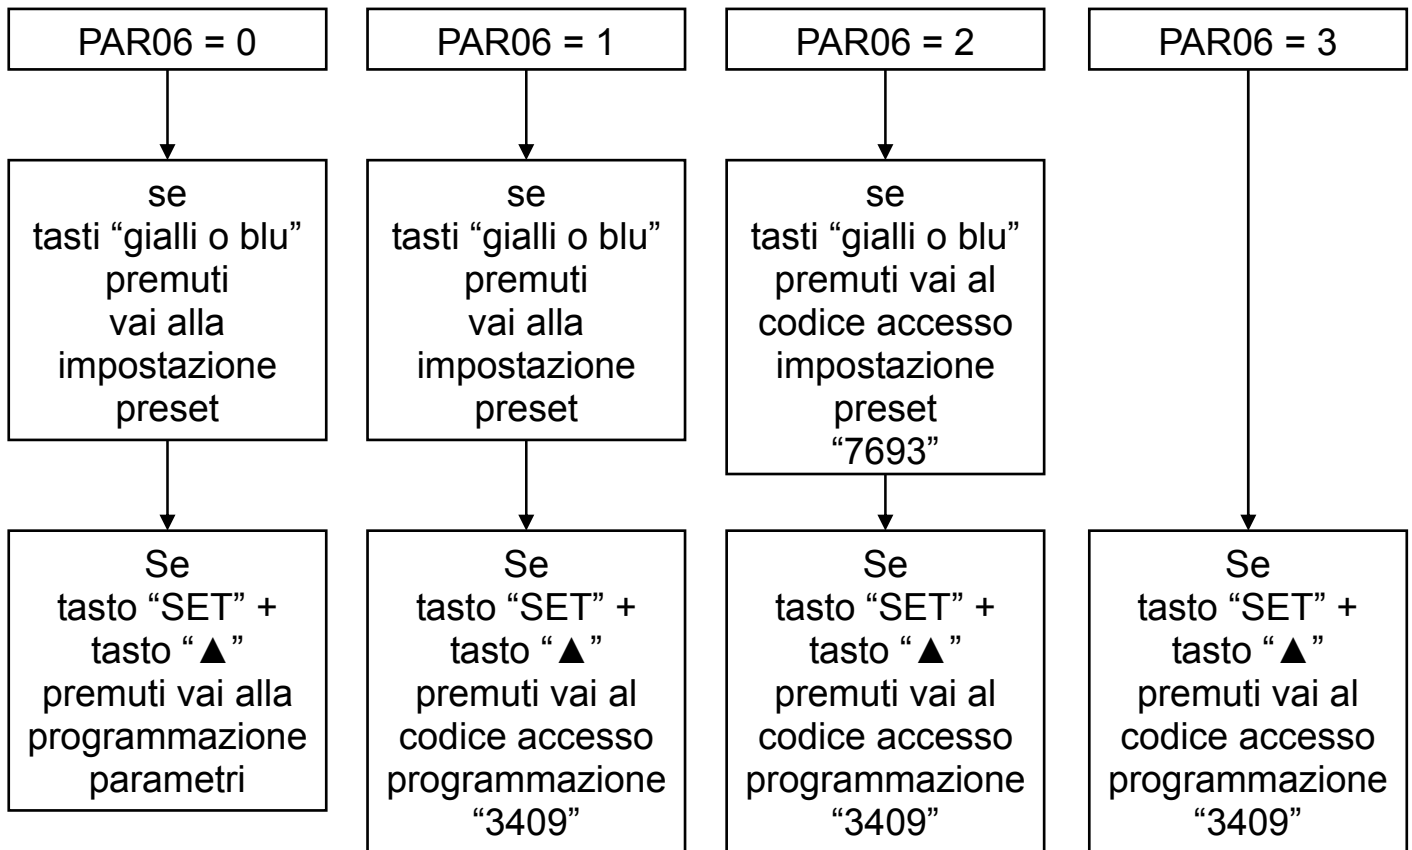 PAR06 = 0
se
tasti “gialli o blu”
premuti
vai alla
impostazione
preset
Se
tasto “SET” +
tasto “▲”
premuti vai alla
programmazione
parametri
PAR06 = 1
se
tasti “gialli o blu”
premuti
vai alla
impostazione
preset
Se
tasto “SET” +
tasto “▲”
premuti vai al
codice accesso
programmazione
“3409”
PAR06 = 2
se
tasti “gialli o blu”
premuti vai al
codice accesso
impostazione
preset
“7693”
Se
tasto “SET” +
tasto “▲”
premuti vai al
codice accesso
programmazione
“3409”
PAR06 = 3
Se
tasto “SET” +
tasto “▲”
premuti vai al
codice accesso
programmazione
“3409”